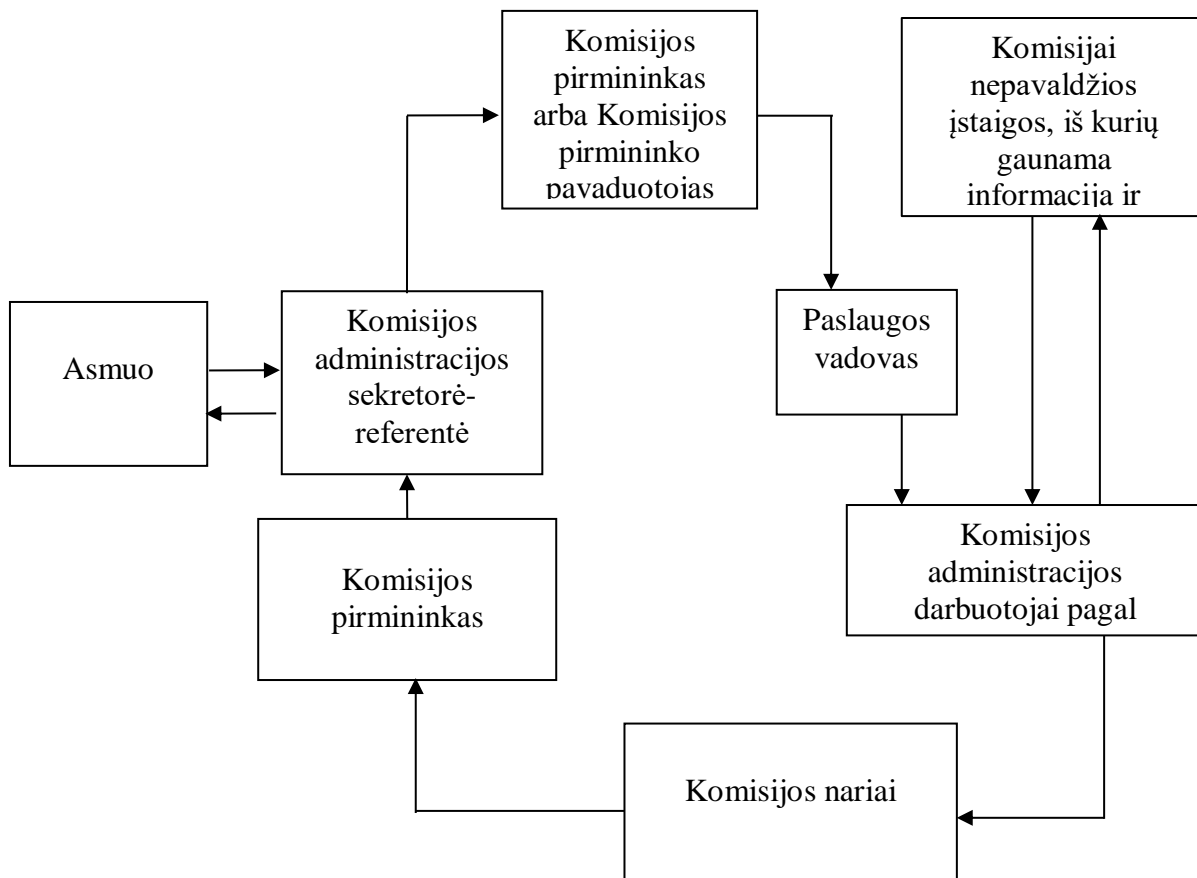 Komisijos
pirmininkas
arba Komisijos
pirmininko
pavaduotojas
Komisijai
nepavaldžios
įstaigos, iš kurių
gaunama
informacija ir
Asmuo
Komisijos
administracijos
sekretorė-
referentė
Paslaugos
vadovas
Komisijos
pirmininkas
Komisijos
administracijos
darbuotojai pagal
Komisijos nariai